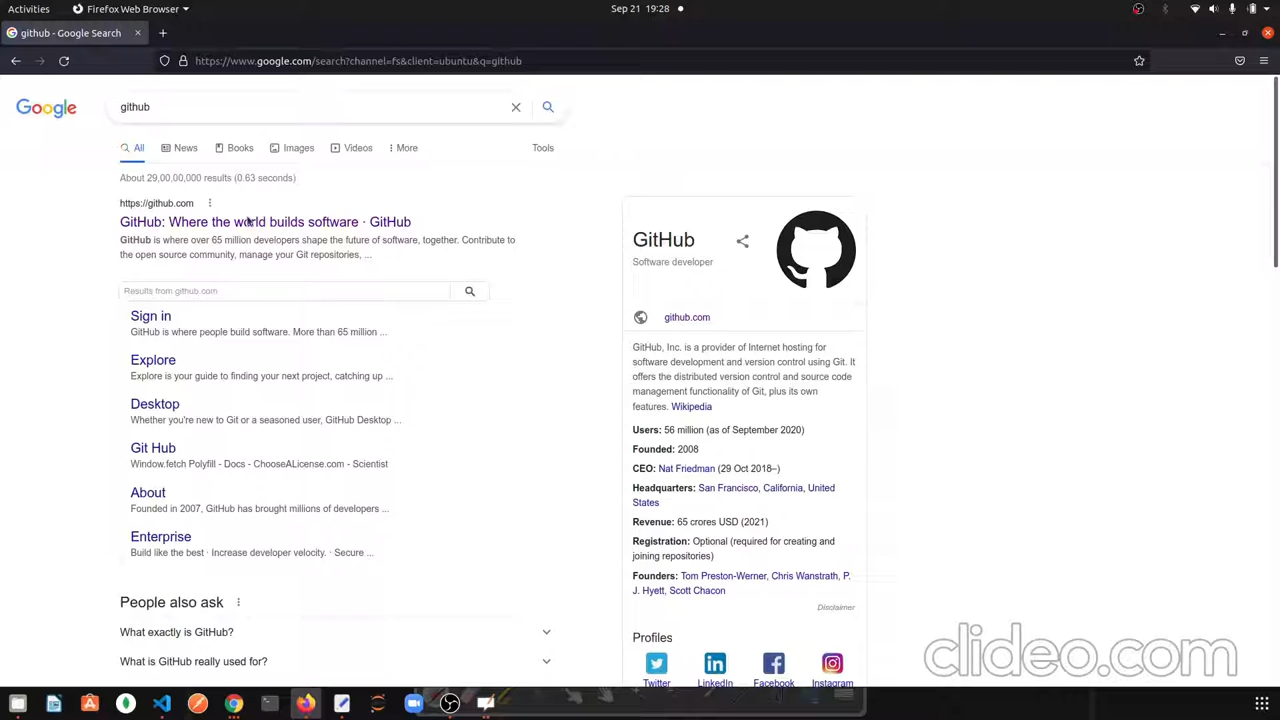 Activities
Firefox Web Browser
Sep 21 19:28
github - Google Search
https://www.google.com/search?channel=fs&client=ubuntu&q=github
Google
github
All
News
Books
Images
Videos
More
Tools
About 29,00,00,000 results (0.63 seconds)
https://github.com
GitHub: Where the world builds software · GitHub
GitHub is where over 65 million developers shape the future of software, together. Contribute to
the open source community, manage your Git repositories, ...
Results from github.com
Sign in
GitHub is where people build software. More than 65 million ...
Explore
Explore is your guide to finding your next project, catching up ...
Desktop
Whether you're new to Git or a seasoned user, GitHub Desktop ...
Git Hub
Window.fetch Polyfill - Docs - ChooseALicense.com - Scientist
About
Founded in 2007, GitHub has brought millions of developers ...
Enterprise
Build like the best · Increase developer velocity. · Secure ...
People also ask
What exactly is GitHub?
What is GitHub really used for?
GitHub
Software developer
github.com
GitHub, Inc. is a provider of Internet hosting for
software development and version control using Git. It
offers the distributed version control and source code
management functionality of Git, plus its own
features. Wikipedia
Users: 56 million (as of September 2020)
Founded: 2008
CEO: Nat Friedman (29 Oct 2018–)
Headquarters: San Francisco, California, United
States
Revenue: 65 crores USD (2021)
Registration: Optional (required for creating and
joining repositories)
Founders: Tom Preston-Werner, Chris Wanstrath, P.
J. Hyett, Scott Chacon
Disclaimer
Profiles
Twitter
LinkedIn
Facebook
Instagram
clideo.com